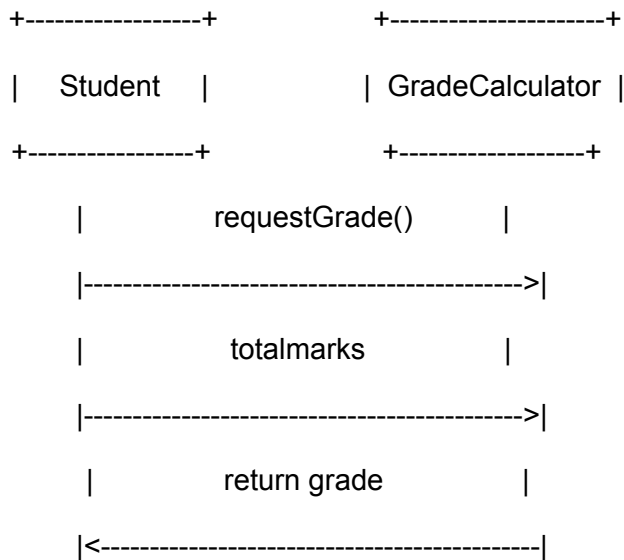 +------------------+ +----------------------+
| Student | | GradeCalculator |
+-----------------+ +-------------------+
| requestGrade() |
|--------------------------------------------->|
| totalmarks |
|--------------------------------------------->|
| return grade |
|<---------------------------------------------|